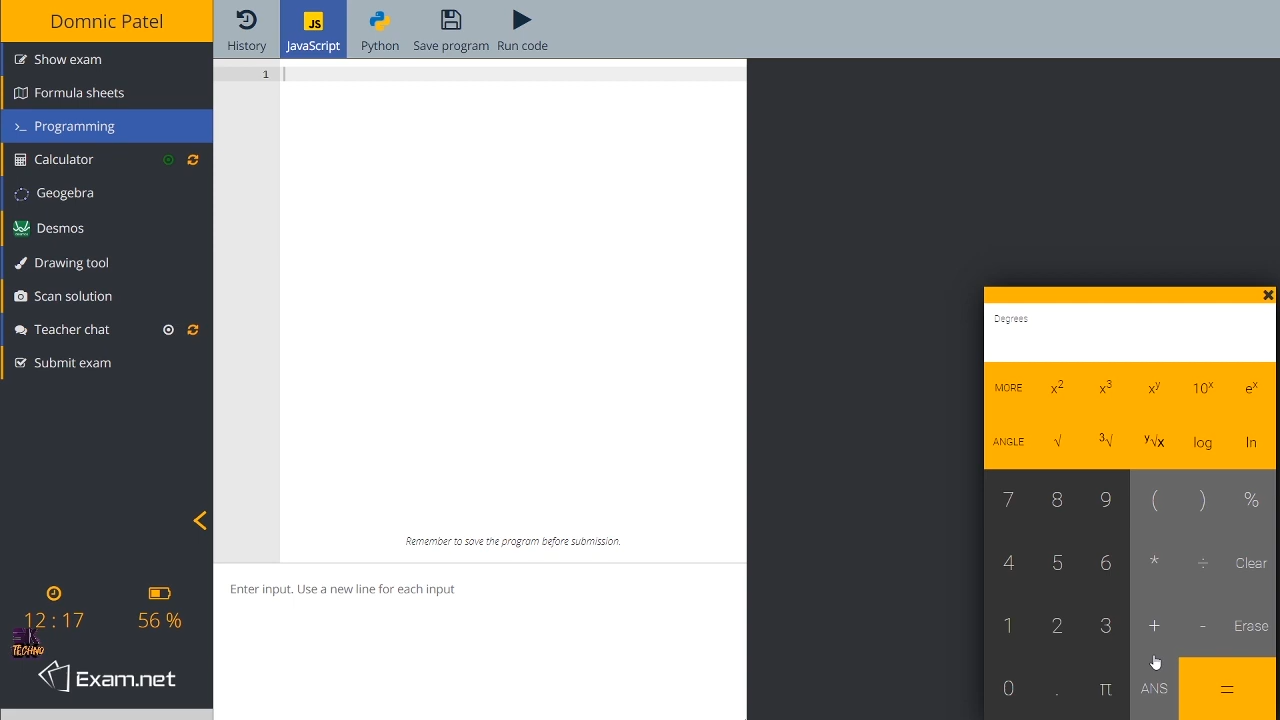 Domnic Patel
Show exam
Formula sheets
Programming
Calculator
Geogebra
Desmos
Drawing tool
Scan solution
Teacher chat
Submit exam
12 : 17
56 %
TECHNO
Exam.net
History
JS
JavaScript
Python
Save program
Run code
1
Remember to save the program before submission.
Enter input. Use a new line for each input
Degrees
MORE x² x³ xʸ 10ˣ eˣ
ANGLE √ ³√ ʸ√x log ln
7 8 9 ( ) %
4 5 6 * ÷ Clear
1 2 3 + - Erase
0 . π ANS =